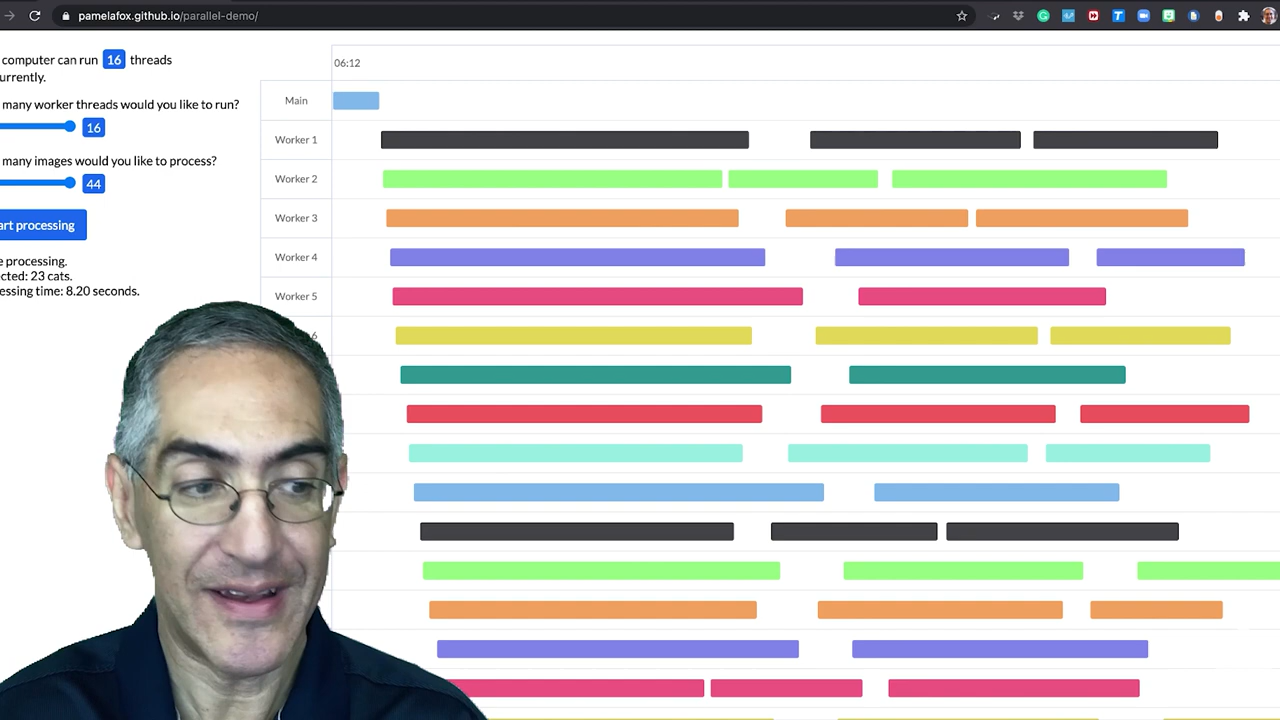 pamelafox.github.io/parallel-demo/
computer can run 16 threads
urrently.
many worker threads would you like to run?
16
many images would you like to process?
44
art processing
e processing.
cted: 23 cats.
essing time: 8.20 seconds.
06:12
Main
Worker 1
Worker 2
Worker 3
Worker 4
Worker 5
6